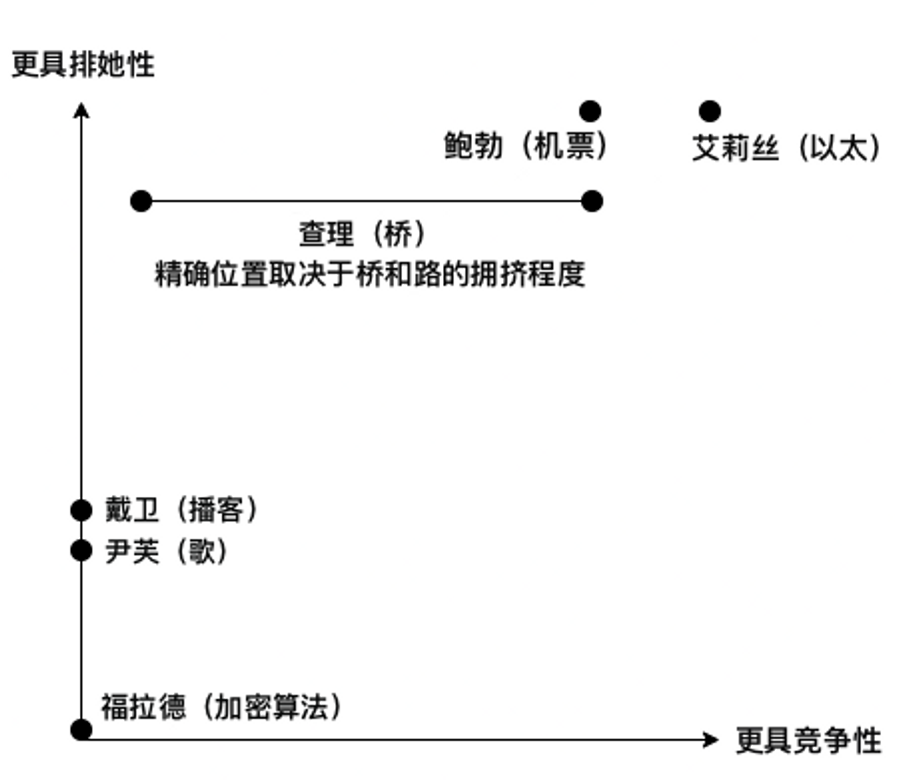 更具排她性
鲍勃（机票）
艾莉丝（以太）
查理（桥）
精确位置取决于桥和路的拥挤程度
戴卫（播客）
尹芙（歌）
福拉德（加密算法）
更具竞争性